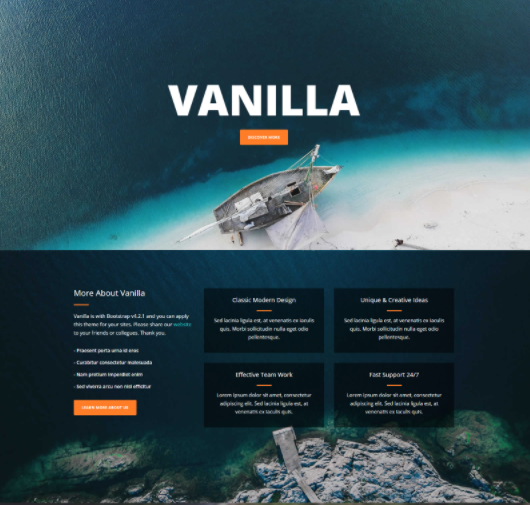 VANILLA
DISCOVER MORE
More About Vanilla
Vanilla is with Bootstrap v4.2.1 and you can apply
this theme for your sites. Please share our website
to your friends or collegues. Thank you.
- Praesent porta urna id eros
- Curabitur consectetur malesuada
- Nam pretium imperdiet enim
- Sed viverra arcu non nisl efficitur
LEARN MORE ABOUT US
Classic Modern Design
Sed lacinia ligula est, at venenatis ex iaculis
quis. Morbi sollicitudin nulla eget odio
pellentesque.
Unique & Creative Ideas
Sed lacinia ligula est, at venenatis ex iaculis
quis. Morbi sollicitudin nulla eget odio
pellentesque.
Effective Team Work
Lorem ipsum dolor sit amet, consectetur
adipiscing elit. Sed lacinia ligula est, at
venenatis ex iaculis quis.
Fast Support 24/7
Lorem ipsum dolor sit amet, consectetur
adipiscing elit. Sed lacinia ligula est, at
venenatis ex iaculis quis.